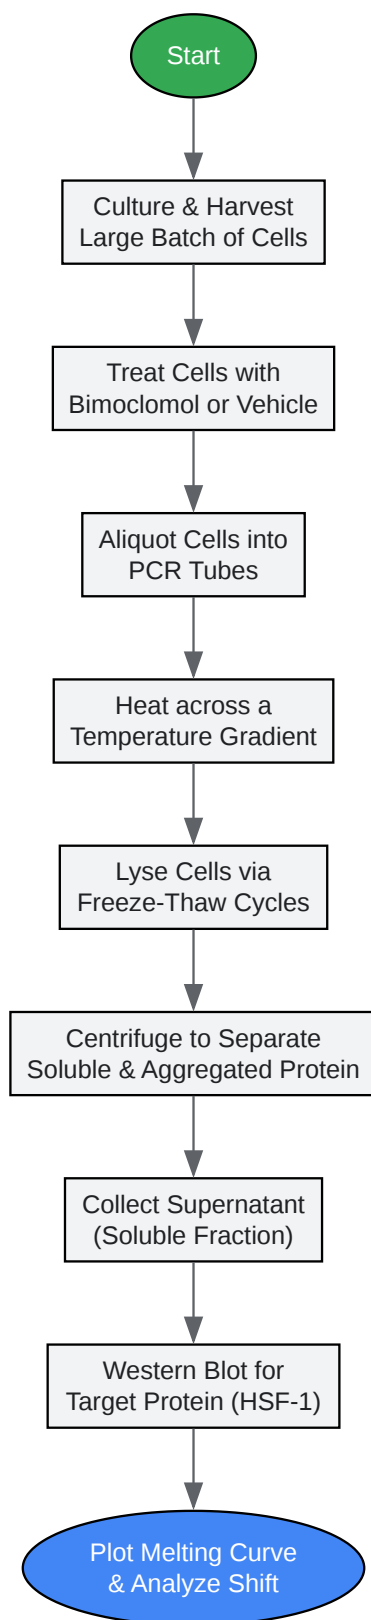 Start
Culture & Harvest
Large Batch of Cells
Treat Cells with
Bimoclomol or Vehicle
Aliquot Cells into
PCR Tubes
Heat across a
Temperature Gradient
Lyse Cells via
Freeze-Thaw Cycles
Centrifuge to Separate
Soluble & Aggregated Protein
Collect Supernatant
(Soluble Fraction)
Western Blot for
Target Protein (HSF-1)
Plot Melting Curve
& Analyze Shift